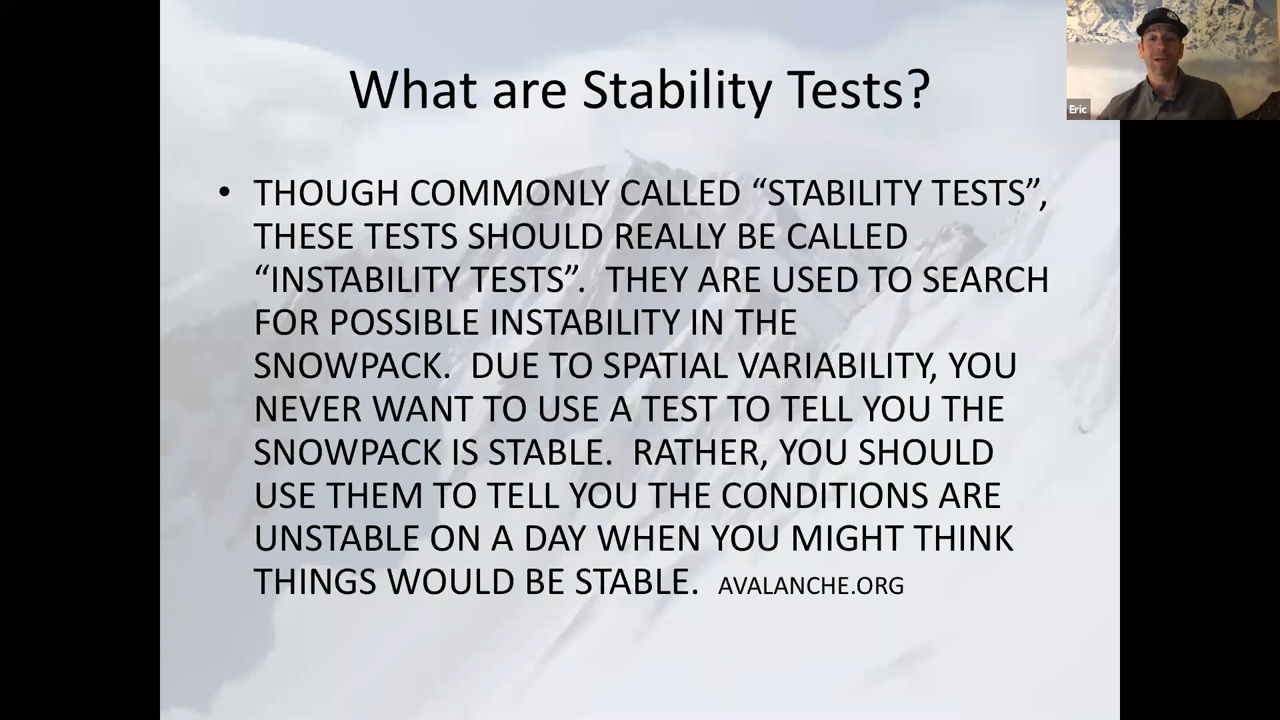 What are Stability Tests?
• THOUGH COMMONLY CALLED “STABILITY TESTS”,
THESE TESTS SHOULD REALLY BE CALLED
“INSTABILITY TESTS”.  THEY ARE USED TO SEARCH
FOR POSSIBLE INSTABILITY IN THE
SNOWPACK.  DUE TO SPATIAL VARIABILITY, YOU
NEVER WANT TO USE A TEST TO TELL YOU THE
SNOWPACK IS STABLE.  RATHER, YOU SHOULD
USE THEM TO TELL YOU THE CONDITIONS ARE
UNSTABLE ON A DAY WHEN YOU MIGHT THINK
THINGS WOULD BE STABLE.  AVALANCHE.ORG
Eric